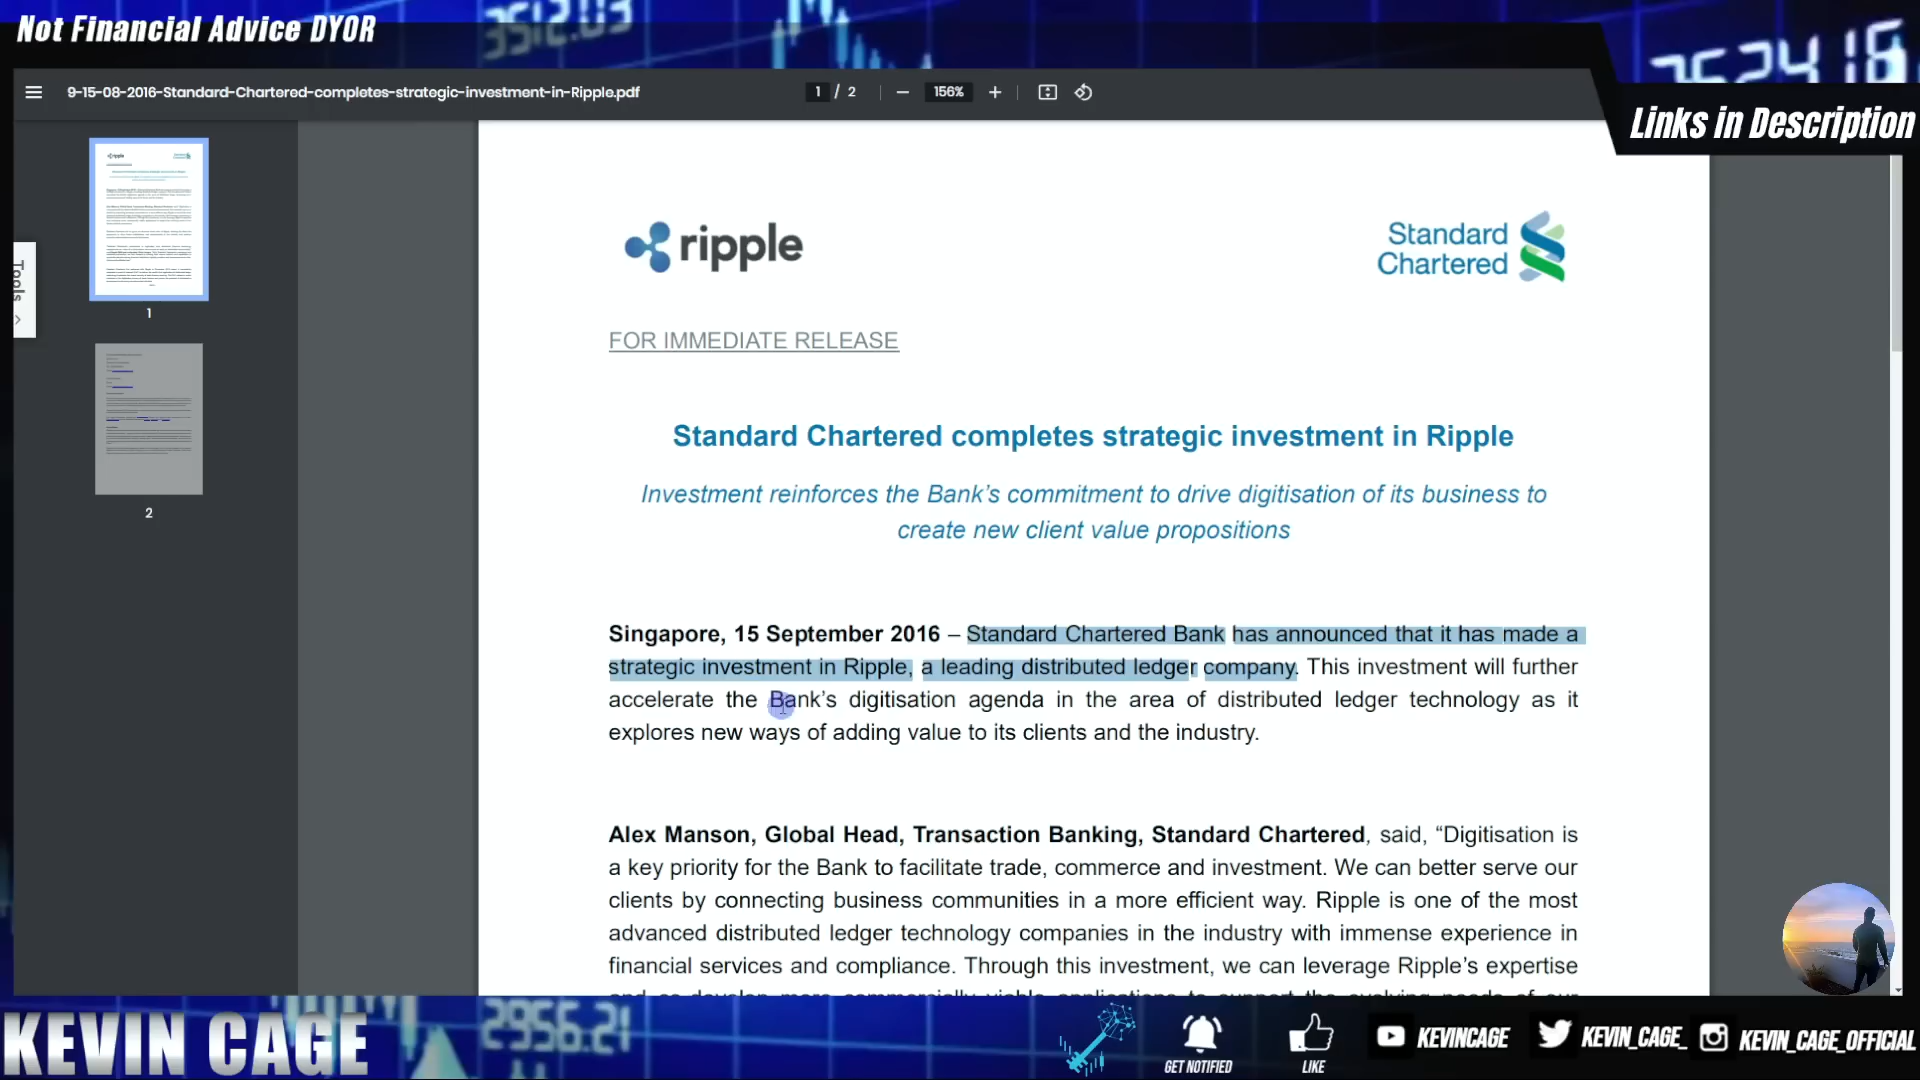 Not Financial Advice DYOR
3512.03
752418
9-15-08-2016-Standard-Chartered-completes-strategic-investment-in-Ripple.pdf
1 / 2
156%
Links in Description
Tools
1
2
ripple
Standard
Chartered
FOR IMMEDIATE RELEASE
Standard Chartered completes strategic investment in Ripple
Investment reinforces the Bank's commitment to drive digitisation of its business to
create new client value propositions
Singapore, 15 September 2016 – Standard Chartered Bank has announced that it has made a
strategic investment in Ripple, a leading distributed ledger company. This investment will further
accelerate the Bank's digitisation agenda in the area of distributed ledger technology as it
explores new ways of adding value to its clients and the industry.
Alex Manson, Global Head, Transaction Banking, Standard Chartered, said, "Digitisation is
a key priority for the Bank to facilitate trade, commerce and investment. We can better serve our
clients by connecting business communities in a more efficient way. Ripple is one of the most
advanced distributed ledger technology companies in the industry with immense experience in
financial services and compliance. Through this investment, we can leverage Ripple's expertise
KEVIN CAGE
2956.21
GET NOTIFIED
LIKE
KEVINCAGE
KEVIN_CAGE_
KEVIN_CAGE_OFFICIAL